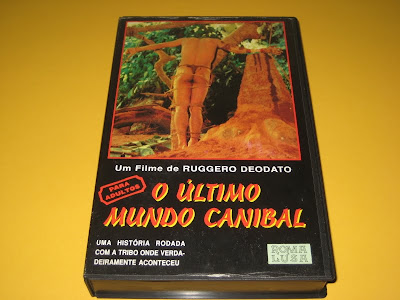 Um Filme de RUGGERO DEODATO
PARA
ADULTOS
O ÚLTIMO
MUNDO CANIBAL
UMA HISTÓRIA RODADA
COM A TRIBO ONDE VERDA-
DEIRAMENTE ACONTECEU
ROMA
LUSA